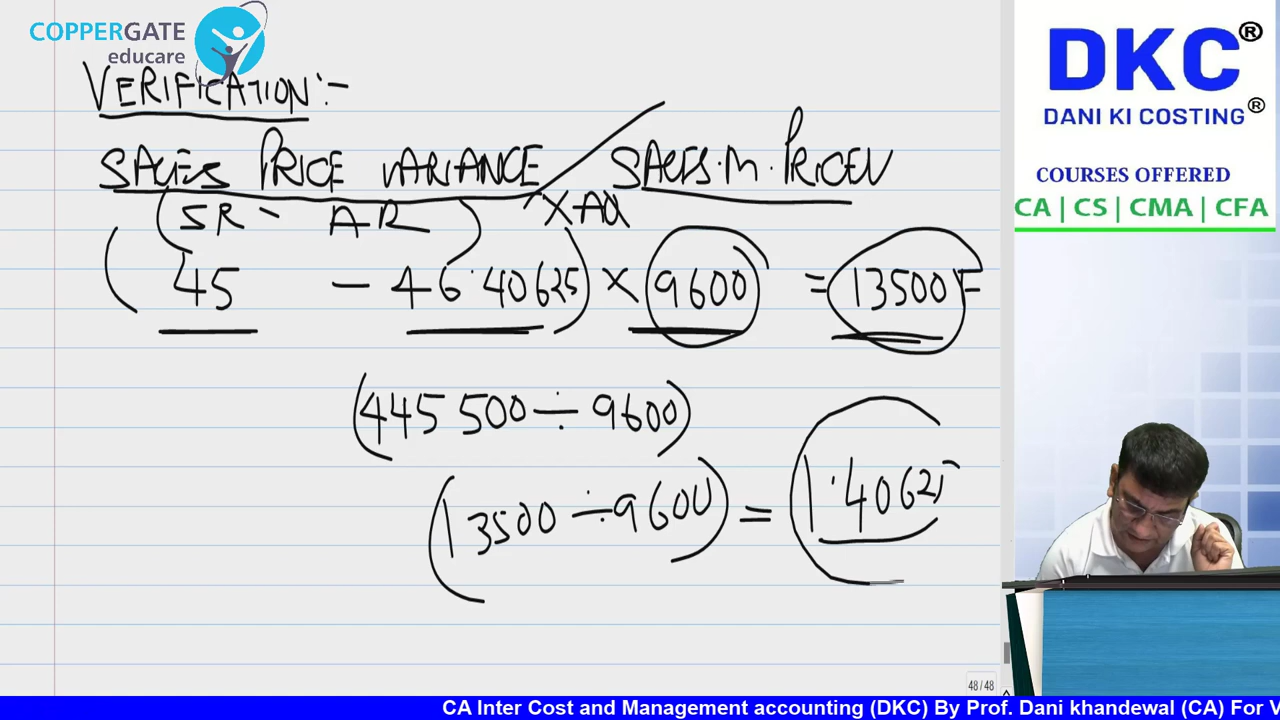 COPPERGATE
educare
VERIFICATION :-
SALES PRICE VARIANCE / SALES.M.PRICEV
(SR - AR) X AQ
(45 - 46.40625) X 9600 = 13500 F
(445500 ÷ 9600)
(13500 ÷ 9600) = 1.40625
48 / 48
DKC®
DANI KI COSTING®
COURSES OFFERED
CA | CS | CMA | CFA
CA Inter Cost and Management accounting (DKC) By Prof. Dani khandewal (CA) For V